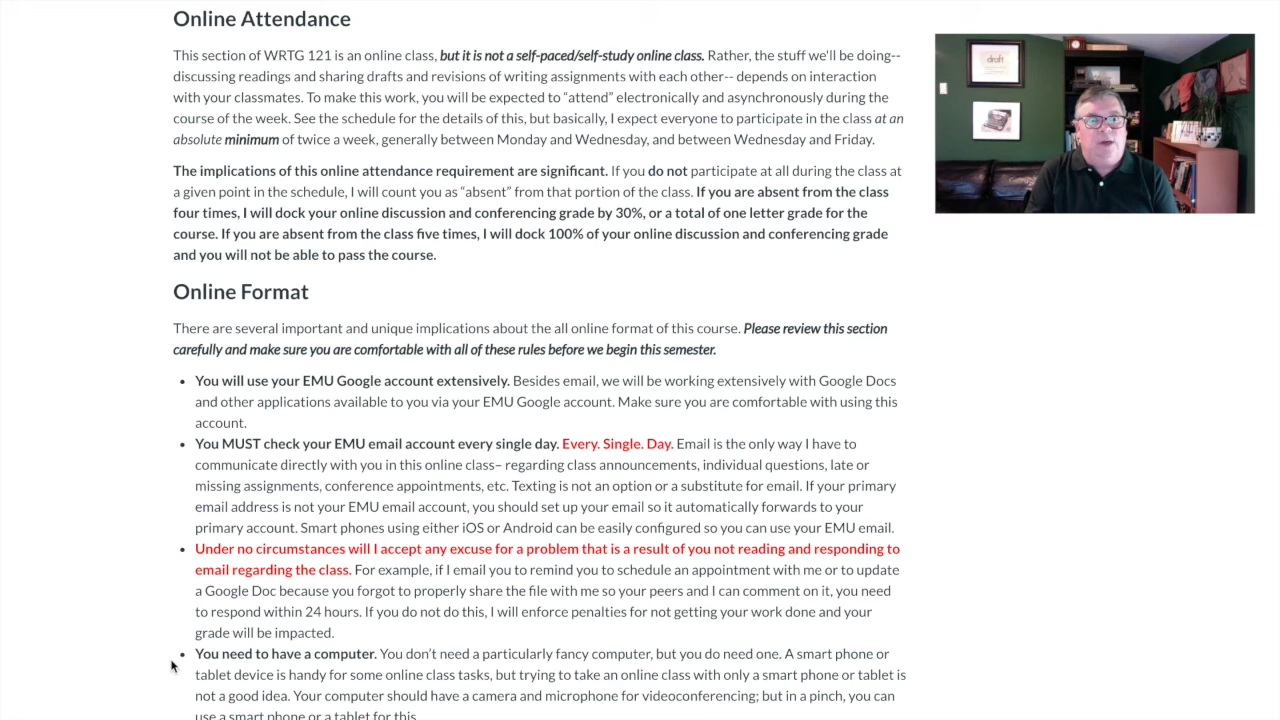 Online Attendance
This section of WRTG 121 is an online class, but it is not a self-paced/self-study online class. Rather, the stuff we'll be doing--
discussing readings and sharing drafts and revisions of writing assignments with each other-- depends on interaction
with your classmates. To make this work, you will be expected to “attend” electronically and asynchronously during the
course of the week. See the schedule for the details of this, but basically, I expect everyone to participate in the class at an
absolute minimum of twice a week, generally between Monday and Wednesday, and between Wednesday and Friday.
The implications of this online attendance requirement are significant. If you do not participate at all during the class at
a given point in the schedule, I will count you as “absent” from that portion of the class. If you are absent from the class
four times, I will dock your online discussion and conferencing grade by 30%, or a total of one letter grade for the
course. If you are absent from the class five times, I will dock 100% of your online discussion and conferencing grade
and you will not be able to pass the course.
Online Format
There are several important and unique implications about the all online format of this course. Please review this section
carefully and make sure you are comfortable with all of these rules before we begin this semester.
• You will use your EMU Google account extensively. Besides email, we will be working extensively with Google Docs
and other applications available to you via your EMU Google account. Make sure you are comfortable with using this
account.
• You MUST check your EMU email account every single day. Every. Single. Day. Email is the only way I have to
communicate directly with you in this online class– regarding class announcements, individual questions, late or
missing assignments, conference appointments, etc. Texting is not an option or a substitute for email. If your primary
email address is not your EMU email account, you should set up your email so it automatically forwards to your
primary account. Smart phones using either iOS or Android can be easily configured so you can use your EMU email.
• Under no circumstances will I accept any excuse for a problem that is a result of you not reading and responding to
email regarding the class. For example, if I email you to remind you to schedule an appointment with me or to update
a Google Doc because you forgot to properly share the file with me so your peers and I can comment on it, you need
to respond within 24 hours. If you do not do this, I will enforce penalties for not getting your work done and your
grade will be impacted.
• You need to have a computer. You don’t need a particularly fancy computer, but you do need one. A smart phone or
tablet device is handy for some online class tasks, but trying to take an online class with only a smart phone or tablet is
not a good idea. Your computer should have a camera and microphone for videoconferencing; but in a pinch, you can
use a smart phone or a tablet for this.
draft